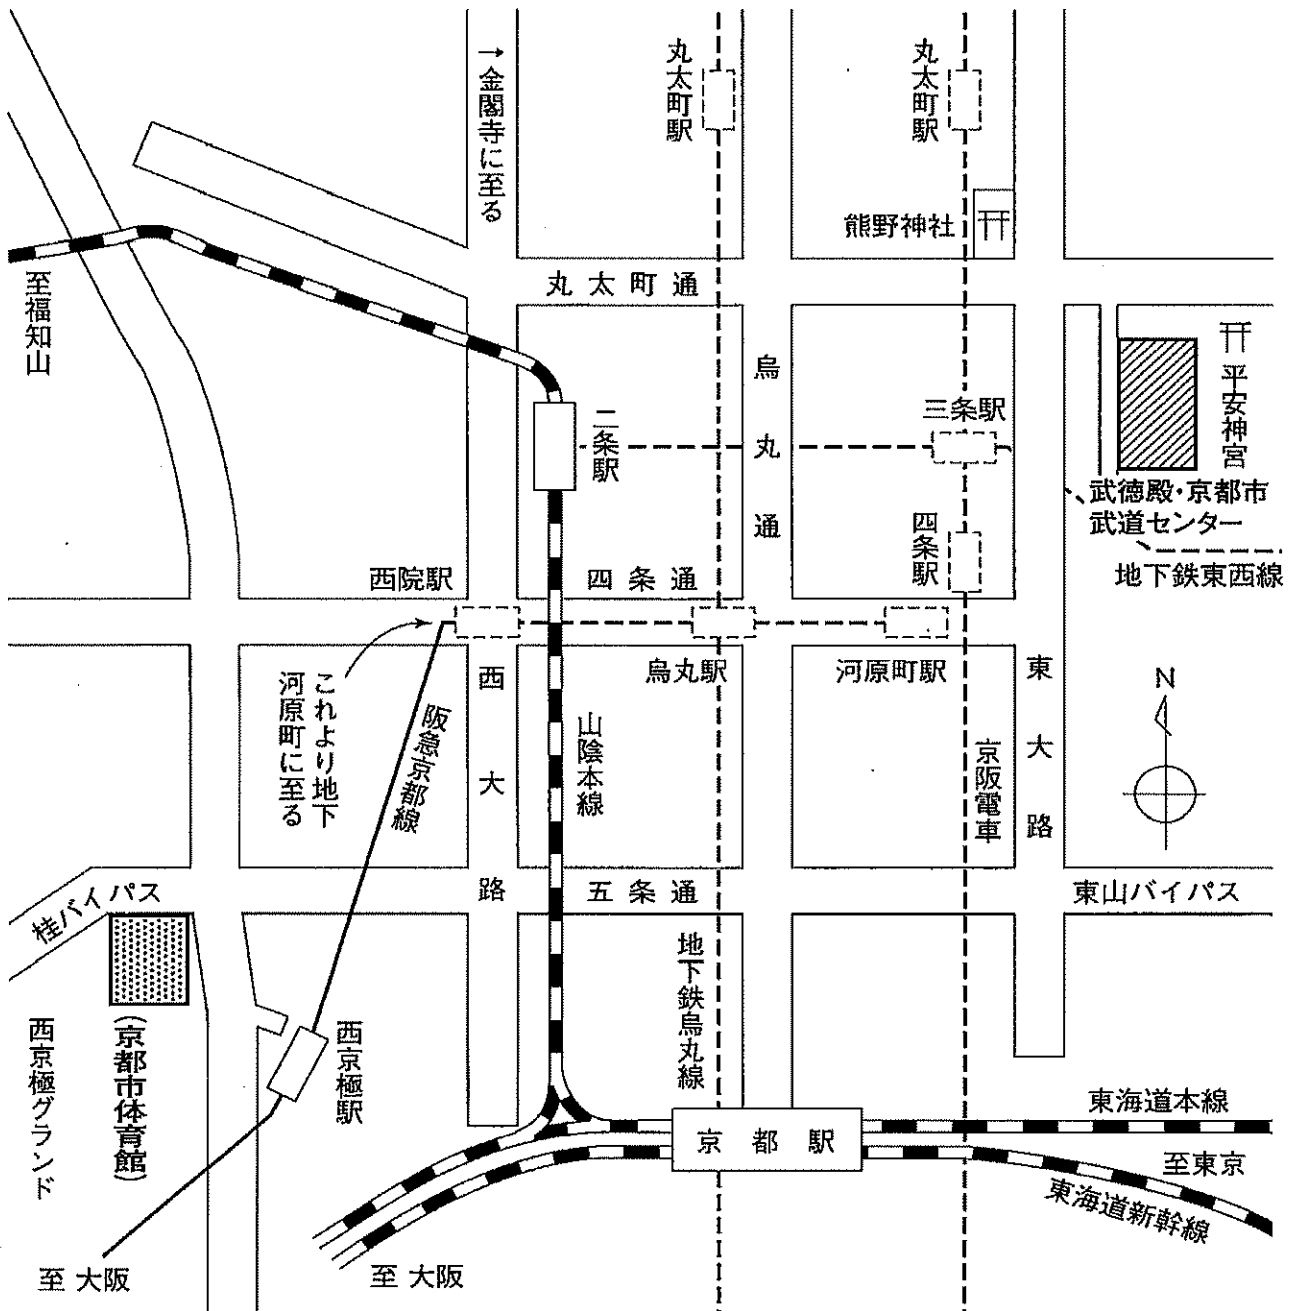 →金閣寺に至る
丸太町駅
丸太町駅
熊野神社
丸太町通
至福知山
烏丸通
二条駅
三条駅
平安神宮
武徳殿・京都市
武道センター
地下鉄東西線
四条駅
西院駅
四条通
烏丸駅
河原町駅
これより地下
河原町に至る
阪急京都線
西大路
山陰本線
京阪電車
東大路
N
桂バイパス
五条通
東山バイパス
地下鉄烏丸線
西京極グランド
(京都市体育館)
西京極駅
京都駅
東海道本線
至東京
東海道新幹線
至 大阪
至 大阪